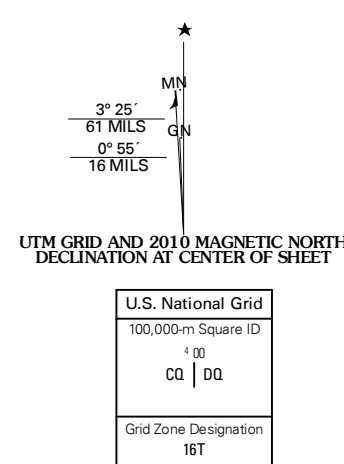 ★
MN
3° 25´
61 MILS
GN
0° 55´
16 MILS
UTM GRID AND 2010 MAGNETIC NORTH
DECLINATION AT CENTER OF SHEET
U.S. National Grid
100,000-m Square ID
4 00
CQ | DQ
Grid Zone Designation
16T